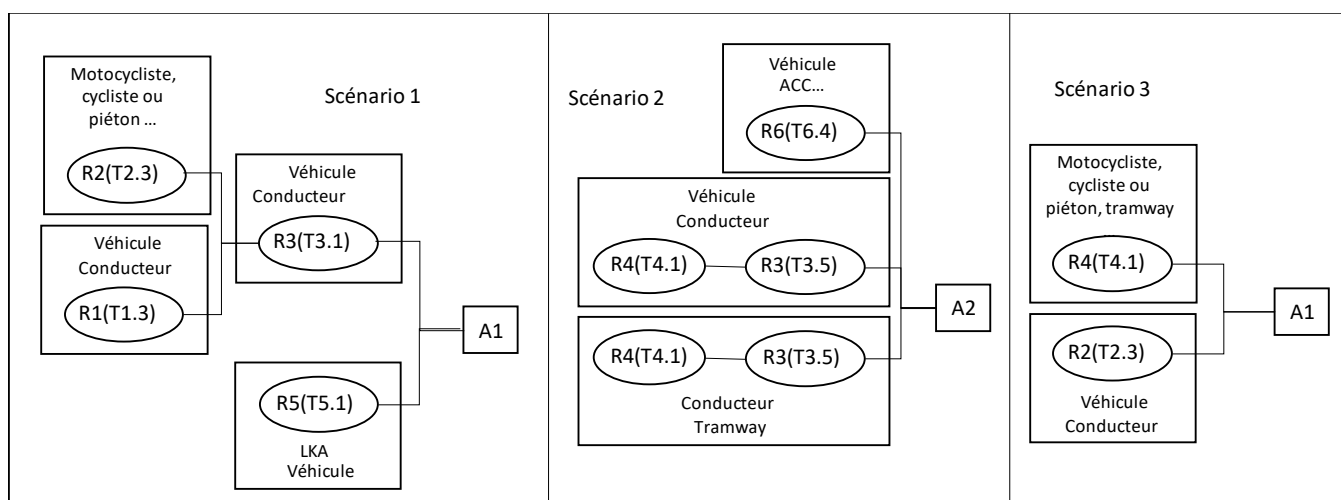 Scénario 1
Motocycliste,
cycliste ou
piéton ...
R2(T2.3)
Véhicule
Conducteur
R1(T1.3)
Véhicule
Conducteur
R3(T3.1)
R5(T5.1)
LKA
Véhicule
A1
Scénario 2
Véhicule
ACC...
R6(T6.4)
Véhicule
Conducteur
R4(T4.1)
R3(T3.5)
R4(T4.1)
R3(T3.5)
Conducteur
Tramway
A2
Scénario 3
Motocycliste,
cycliste ou
piéton, tramway
R4(T4.1)
R2(T2.3)
Véhicule
Conducteur
A1